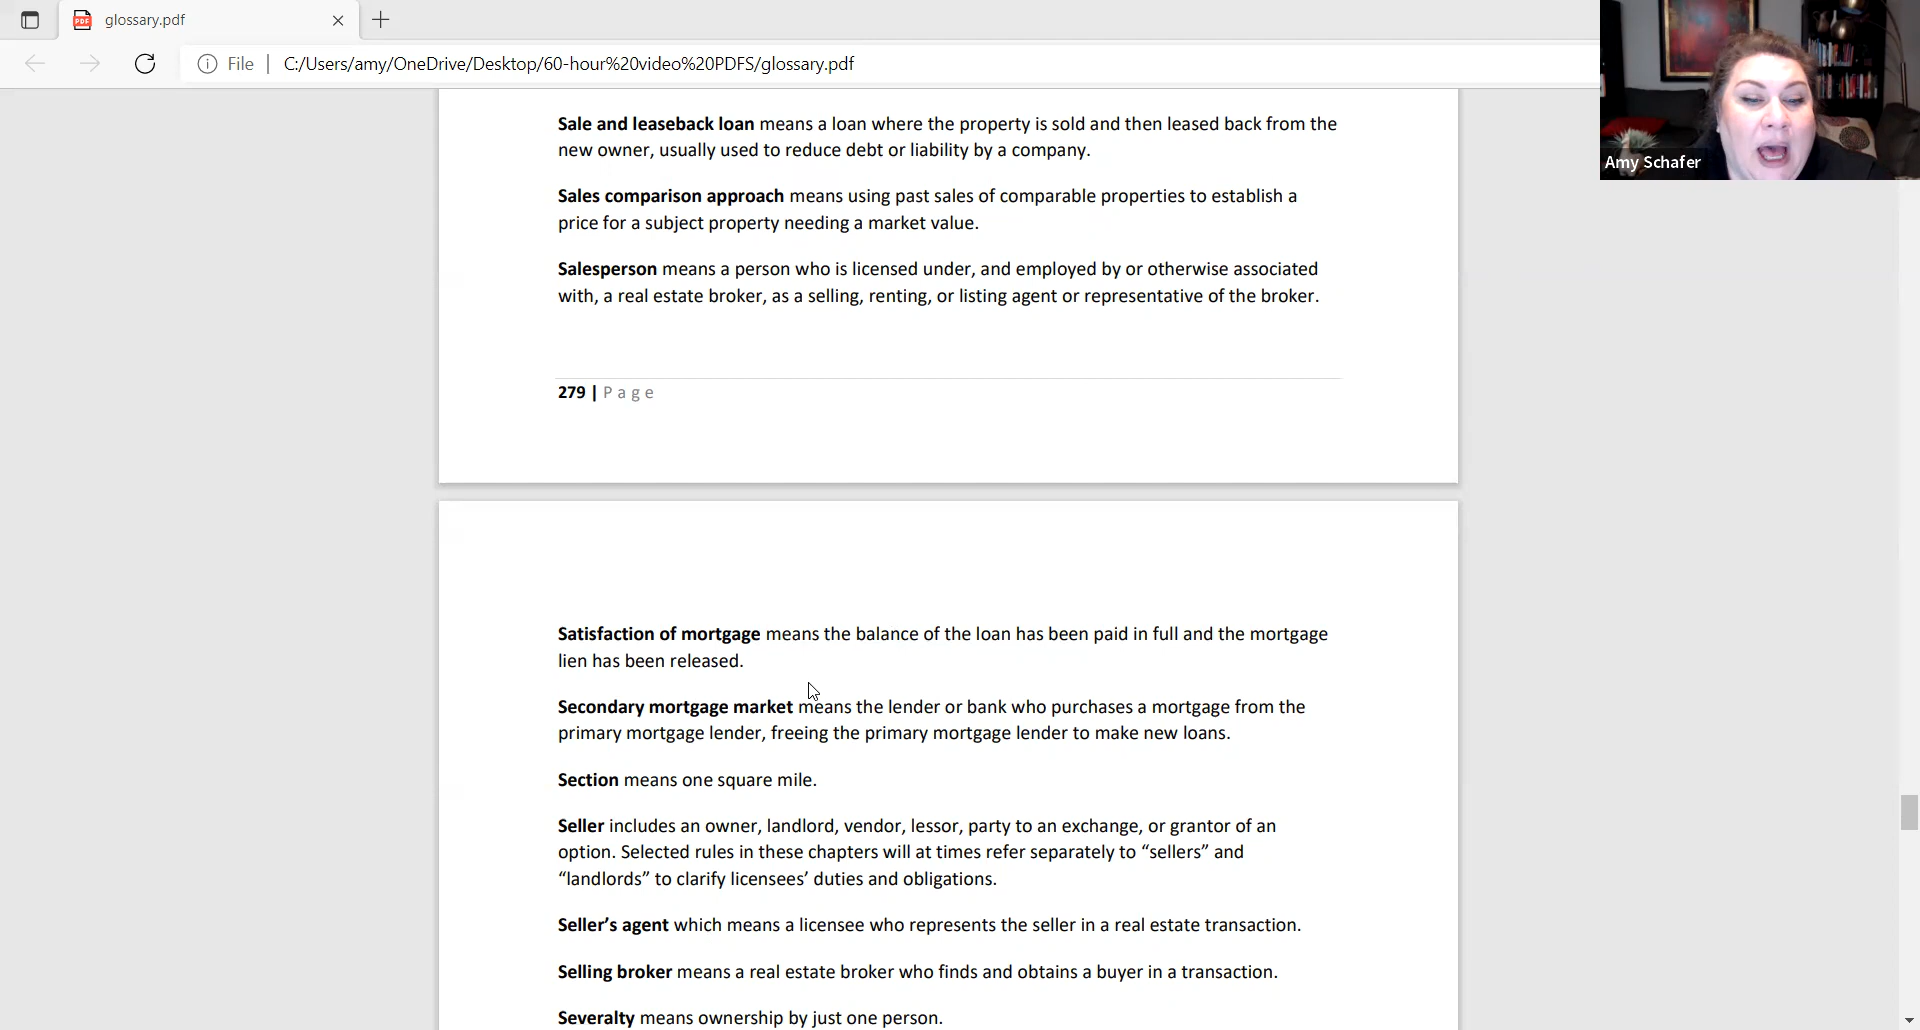 glossary.pdf
File | C:/Users/amy/OneDrive/Desktop/60-hour%20video%20PDFS/glossary.pdf
Amy Schafer
Sale and leaseback loan means a loan where the property is sold and then leased back from the
new owner, usually used to reduce debt or liability by a company.
Sales comparison approach means using past sales of comparable properties to establish a
price for a subject property needing a market value.
Salesperson means a person who is licensed under, and employed by or otherwise associated
with, a real estate broker, as a selling, renting, or listing agent or representative of the broker.
279 | Page
Satisfaction of mortgage means the balance of the loan has been paid in full and the mortgage
lien has been released.
Secondary mortgage market means the lender or bank who purchases a mortgage from the
primary mortgage lender, freeing the primary mortgage lender to make new loans.
Section means one square mile.
Seller includes an owner, landlord, vendor, lessor, party to an exchange, or grantor of an
option. Selected rules in these chapters will at times refer separately to “sellers” and
“landlords” to clarify licensees’ duties and obligations.
Seller’s agent which means a licensee who represents the seller in a real estate transaction.
Selling broker means a real estate broker who finds and obtains a buyer in a transaction.
Severalty means ownership by just one person.